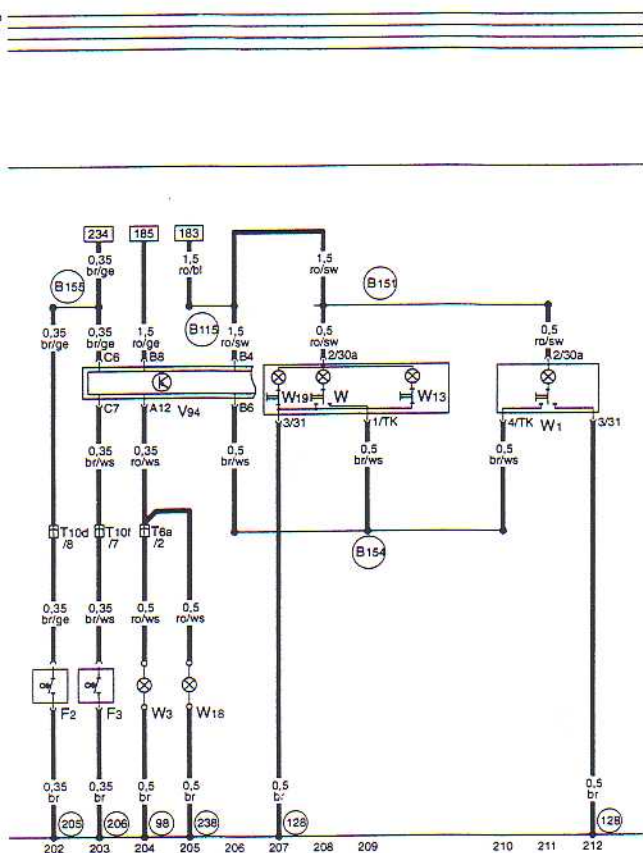 234 185 183
0,35 br/ge
1,5 ro/bl
1,5 ro/sw
B155
B151
B115
0,35 br/ge
0,35 br/ge
1,5 ro/ge
1,5 ro/sw
0,5 ro/sw
0,5 ro/sw
C6 B8 B4 2/30a 2/30a
W19 W W13
C7 A12 V94 B6 3/31 1/TK 4/TK W1 3/31
0,35 br/ws
0,35 ro/ws
0,5 br/ws
0,5 br/ws
0,5 br/ws
T10d /8
T10f /7
T6a /2
B154
0,35 br/ge
0,35 br/ws
0,5 ro/ws
0,5 ro/ws
F2 F3 W3 W18
0,35 br
0,35 br
0,5 br
0,5 br
0,5 br
0,5 br
205 206 98 238 128 128
202 203 204 205 206 207 208 209 210 211 212